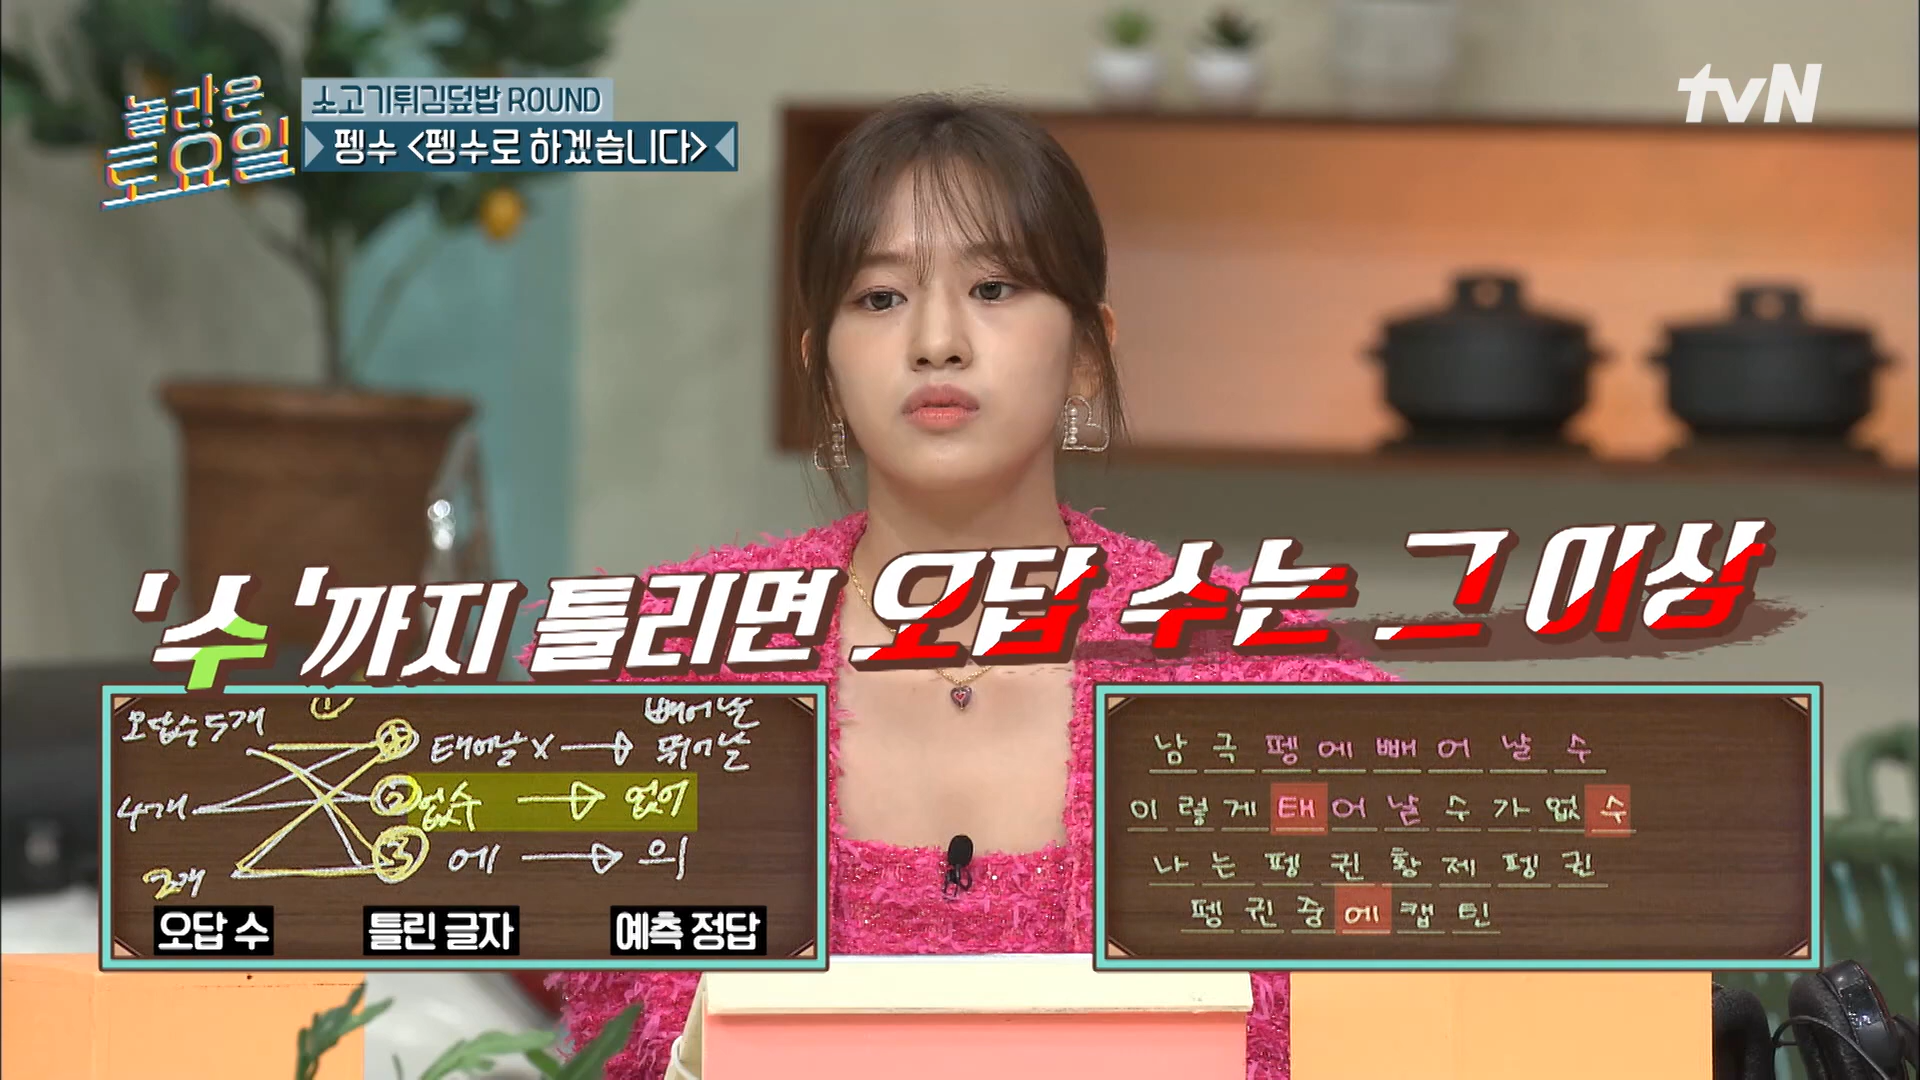 놀라운
토요일
소고기튀김덮밥 ROUND
펭수 <펭수로 하겠습니다>
tvN
'수'까지 틀리면 오답 수는 그 이상
오답수 5개
4개
3개
① 빼어날
태어날 X → 뛰어날
② 없수 → 없어
③ 에 → 의
오답 수 틀린 글자 예측 정답
남극펭에빼어날수
이렇게태어날수가없수
나는펭귄황제펭귄
펭귄중에캡틴